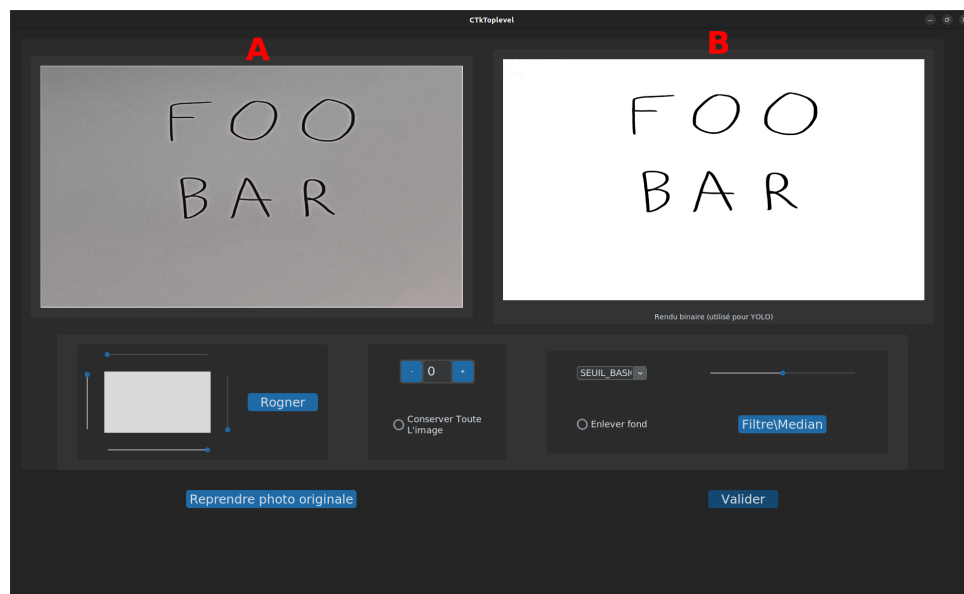 CTkToplevel
A
B
FOO
BAR
FOO
BAR
Rendu binaire (utilisé pour YOLO)
- 0 +
SEUIL_BASI
Rogner
Conserver Toute
L'image
Enlever fond
Filtre\Median
Reprendre photo originale
Valider